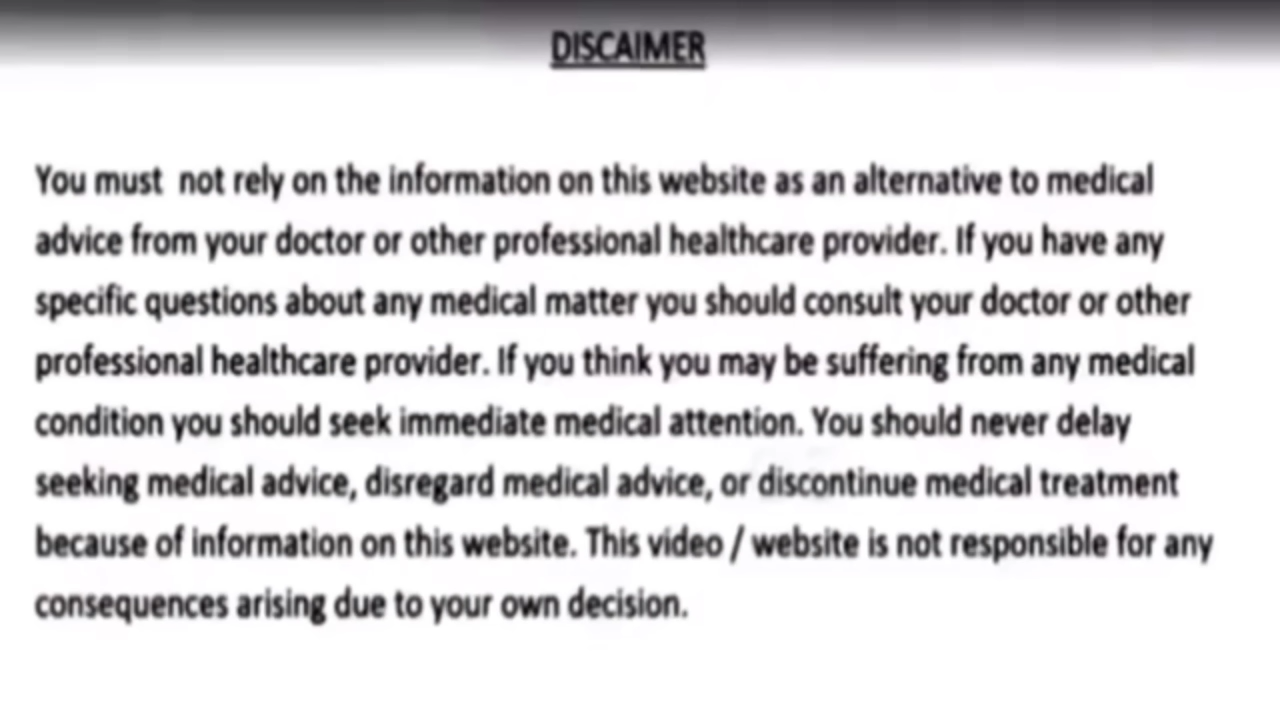 DISCAIMER
You must  not rely on the information on this website as an alternative to medical
advice from your doctor or other professional healthcare provider. If you have any
specific questions about any medical matter you should consult your doctor or other
professional healthcare provider. If you think you may be suffering from any medical
condition you should seek immediate medical attention. You should never delay
seeking medical advice, disregard medical advice, or discontinue medical treatment
because of information on this website. This video / website is not responsible for any
consequences arising due to your own decision.